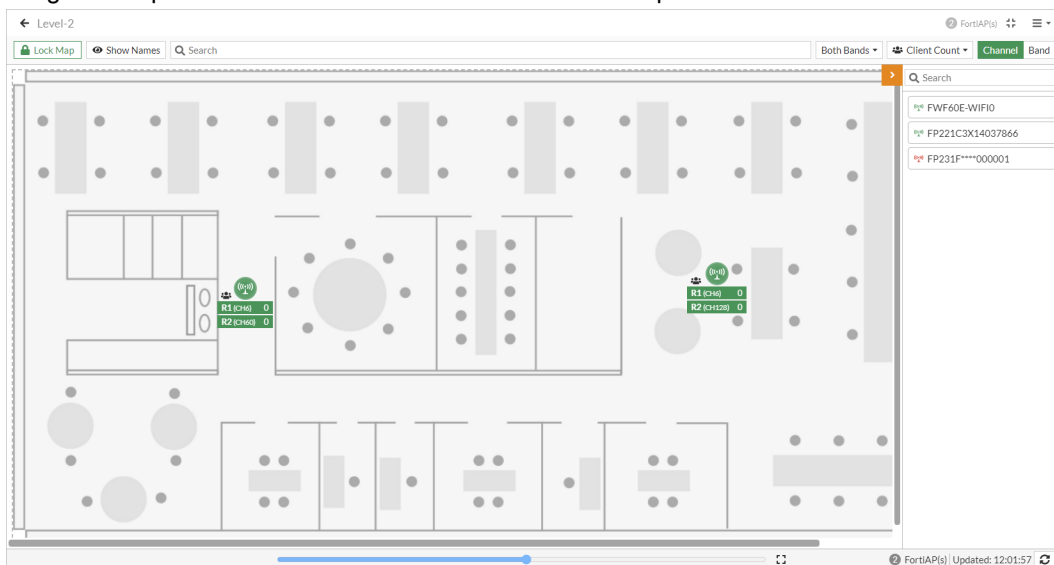 Level-2
2 FortiAP(s)
Lock Map Show Names Search Both Bands Client Count Channel Band
Search
FWF60E-WIFI0
FP221C3X14037866
FP231F****000001
R1 (CH6) 0
R2 (CH60) 0
R1 (CH6) 0
R2 (CH128) 0
2 FortiAP(s) Updated: 12:01:57